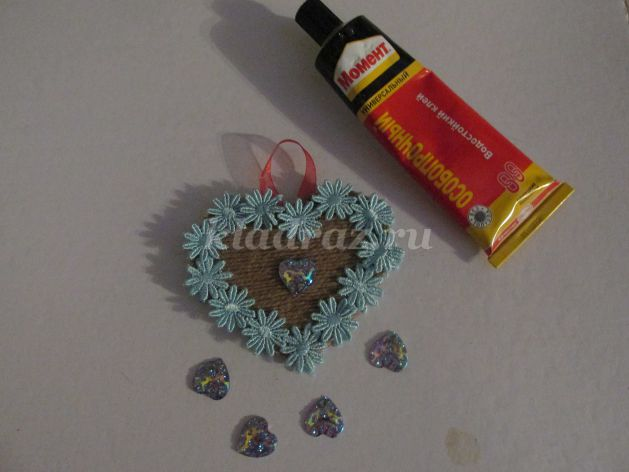 Момент
УНИВЕРСАЛЬНЫЙ
ОСОБОПРОЧНЫЙ
Водостойкий клей
kladraz.ru